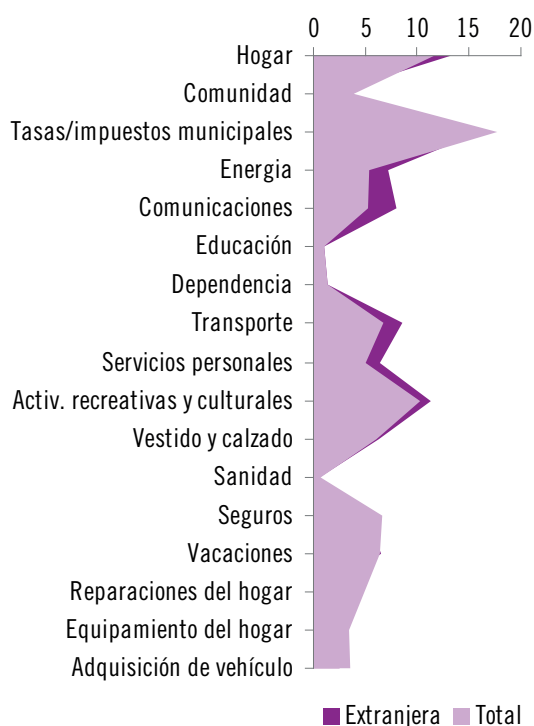 0 5 10 15 20
Hogar
Comunidad
Tasas/impuestos municipales
Energia
Comunicaciones
Educación
Dependencia
Transporte
Servicios personales
Activ. recreativas y culturales
Vestido y calzado
Sanidad
Seguros
Vacaciones
Reparaciones del hogar
Equipamiento del hogar
Adquisición de vehículo
Extranjera Total